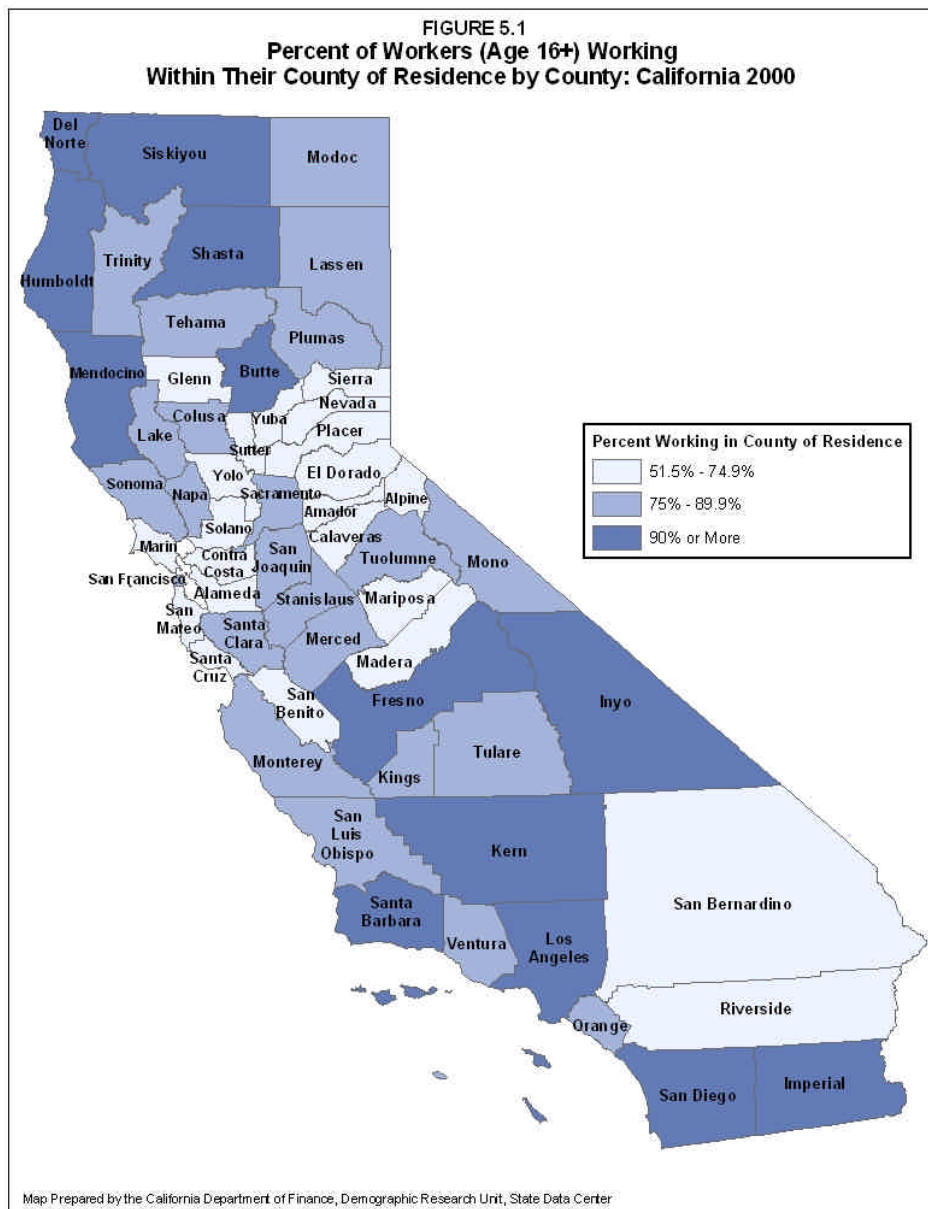 FIGURE 5.1
Percent of Workers (Age 16+) Working
Within Their County of Residence by County: California 2000
Del
Norte
Siskiyou
Modoc
Humboldt
Trinity
Shasta
Lassen
Tehama
Plumas
Mendocino
Glenn
Butte
Sierra
Nevada
Colusa
Yuba
Placer
Lake
Sutter
El Dorado
Yolo
Sonoma
Napa
Sacramento
Alpine
Amador
Solano
Calaveras
Marin
Contra
Costa
San
Joaquin
Tuolumne
Mono
San Francisco
Alameda
Stanislaus
Mariposa
San
Mateo
Santa
Clara
Merced
Santa
Cruz
Madera
San
Benito
Fresno
Inyo
Monterey
Kings
Tulare
San
Luis
Obispo
Kern
San Bernardino
Santa
Barbara
Ventura
Los
Angeles
Orange
Riverside
San Diego
Imperial
Percent Working in County of Residence
51.5% - 74.9%
75% - 89.9%
90% or More
Map Prepared by the California Department of Finance, Demographic Research Unit, State Data Center